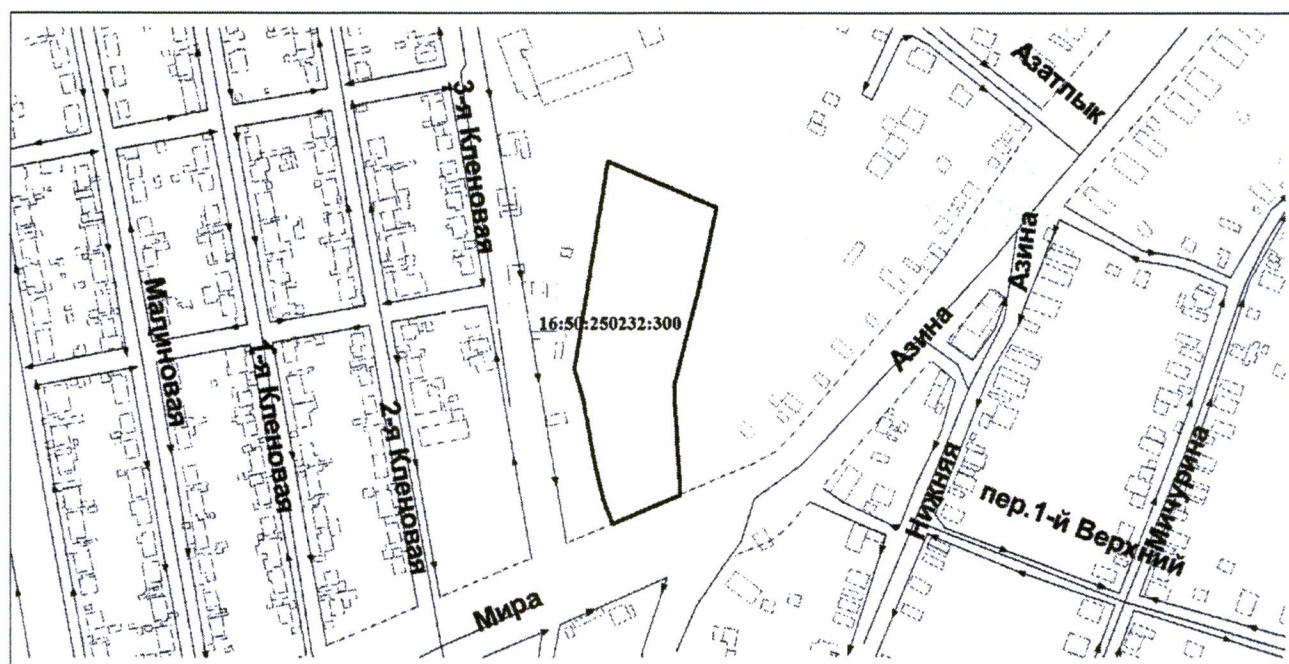 Азатлык
3-я Кленовая
Азина
16:50:250232:300
Азина
Малиновая
1-я Кленовая
2-я Кленовая
Нижняя
пер.1-й Верхний
Мичурина
Мира